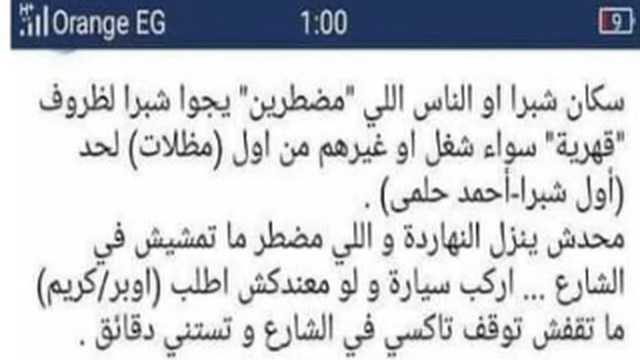 Orange EG 1:00 9
سكان شبرا او الناس اللي "مضطرين" يجوا شبرا لظروف
"قهرية" سواء شغل او غيرهم من اول (مظلات) لحد
(أول شبرا-أحمد حلمى) .
محدش ينزل النهاردة و اللي مضطر ما تمشيش في
الشارع ... اركب سيارة و لو معندكش اطلب (اوبر/كريم)
ما تقفش توقف تاكسي في الشارع و تستني دقائق .